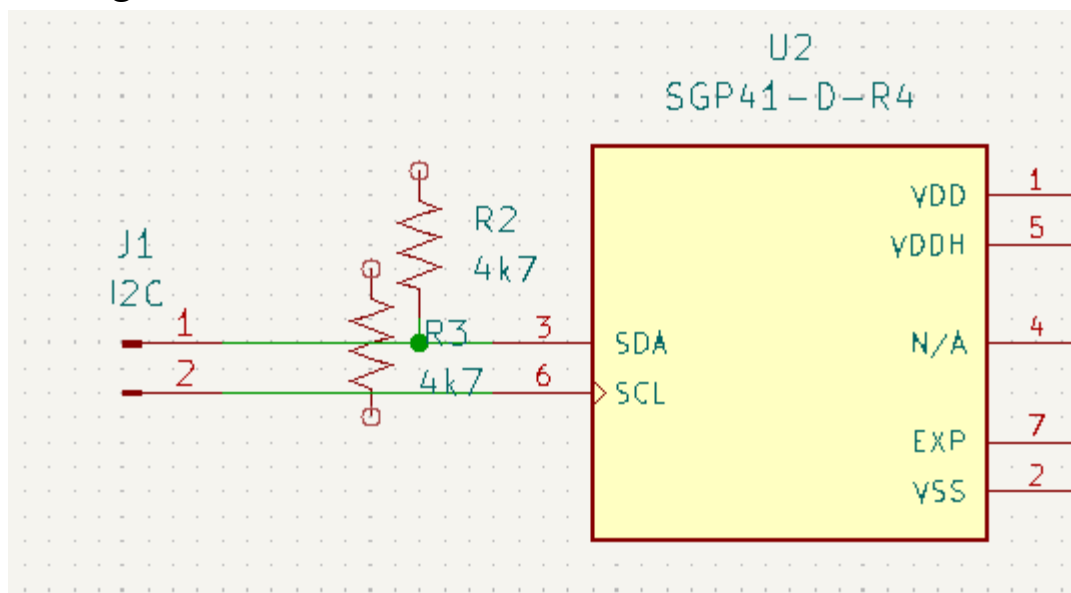 U2
SGP41-D-R4
VDD 1
VDDH 5
R2
4k7
J1
I2C
1 R3 3 SDA N/A 4
2 4k7 6 SCL
EXP 7
VSS 2